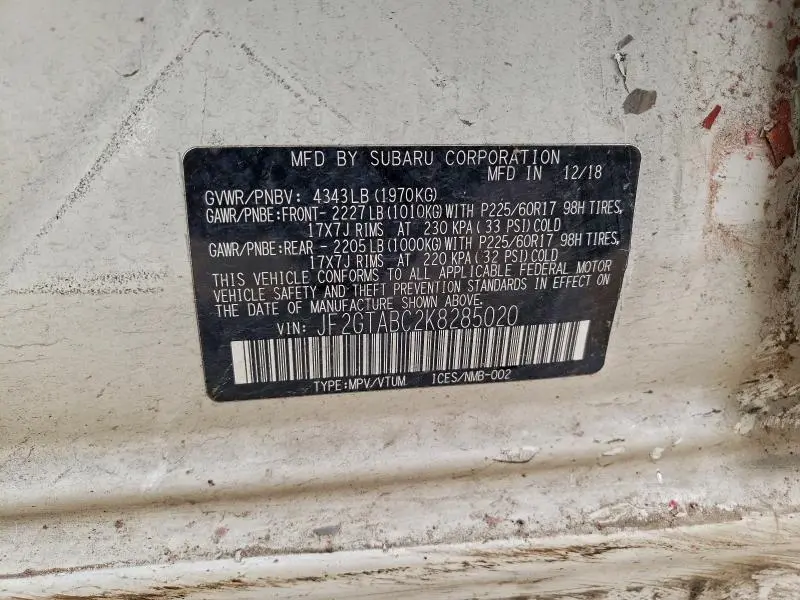 MFD BY SUBARU CORPORATION
MFD IN 12/18
GVWR/PNBV: 4343LB (1970KG)
GAWR/PNBE:FRONT- 2227LB (1010KG) WITH P225/60R17 98H TIRES,
17X7J RIMS AT 230 KPA( 33 PSI) COLD
GAWR/PNBE:REAR - 2205LB (1000KG) WITH P225/60R17 98H TIRES,
17X7J RIMS AT 220 KPA( 32 PSI) COLD
THIS VEHICLE CONFORMS TO ALL APPLICABLE FEDERAL MOTOR
VEHICLE SAFETY AND THEFT PREVENTION STANDARDS IN EFFECT ON
THE DATE OF MANUFACTURE SHOWN ABOVE.
VIN: JF2GTABC2K8285020
TYPE:MPV/VTUM ICES/NMB-002